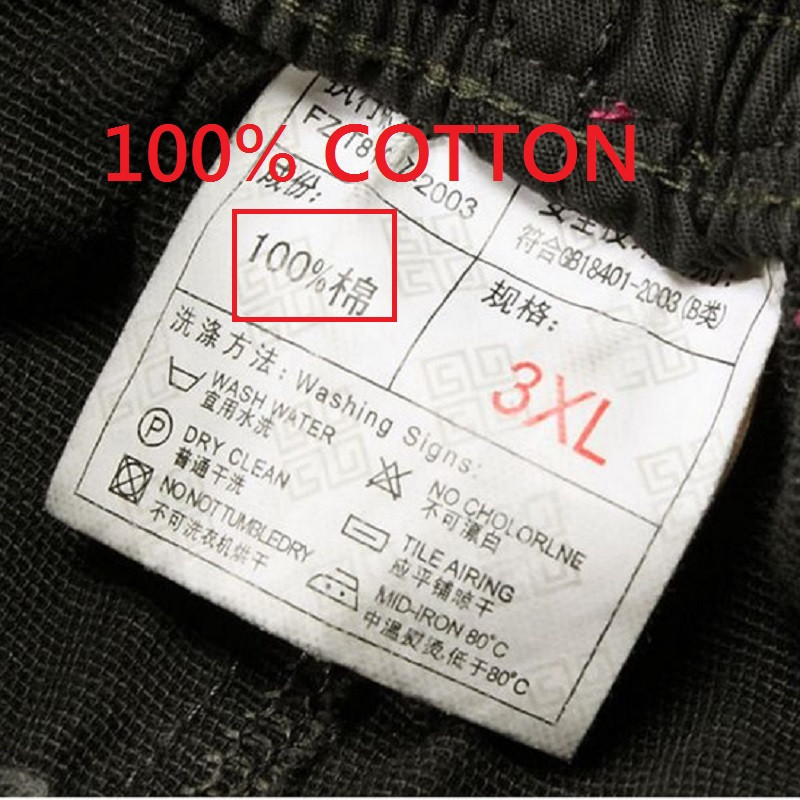 100% COTTON
成份:
100%棉
符合GB18401-2003(B类)
规格:
3XL
洗涤方法: Washing Signs:
WASH WATER
宜用水洗
P
DRY CLEAN
普通干洗
NO NOT TUMBLEDRY
不可洗衣机烘干
NO CHOLORLNE
不可漂白
TILE AIRING
应平铺晾干
MID-IRON 80°C
中温熨烫低于80°C